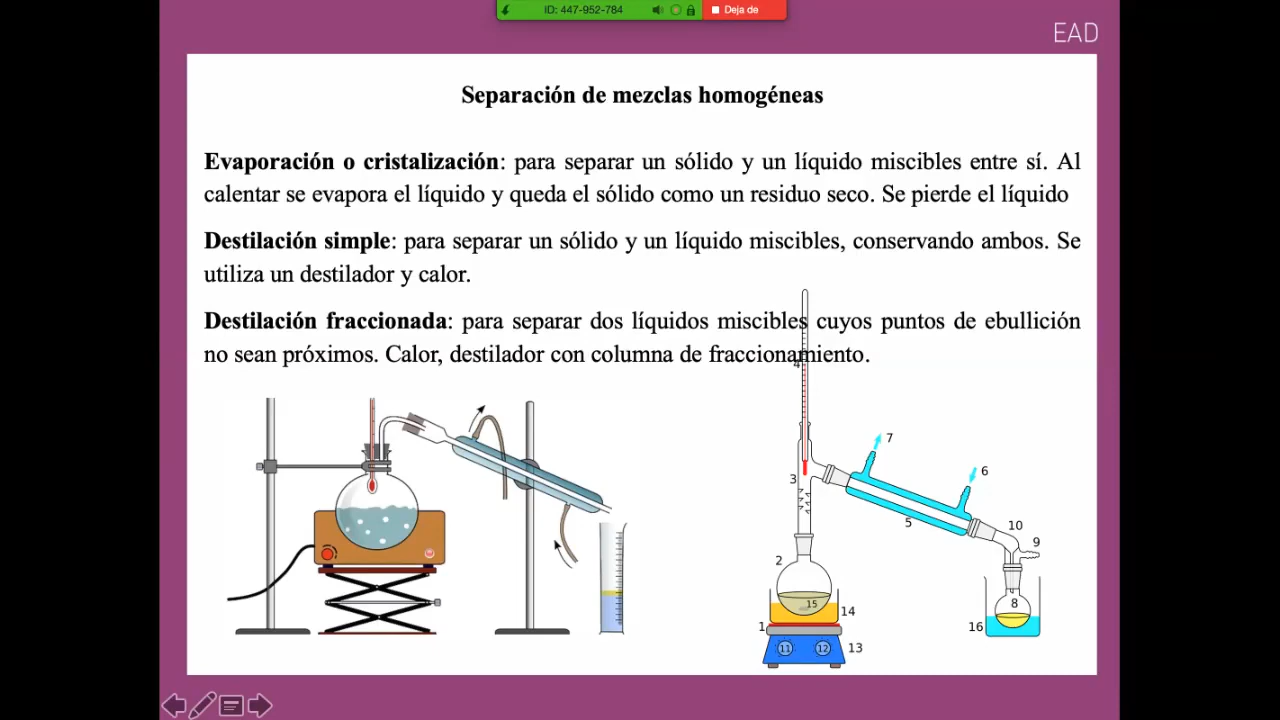 ID: 447-952-784
Deja de
EAD
Separación de mezclas homogéneas
Evaporación o cristalización: para separar un sólido y un líquido miscibles entre sí. Al
calentar se evapora el líquido y queda el sólido como un residuo seco. Se pierde el líquido
Destilación simple: para separar un sólido y un líquido miscibles, conservando ambos. Se
utiliza un destilador y calor.
Destilación fraccionada: para separar dos líquidos miscibles cuyos puntos de ebullición
no sean próximos. Calor, destilador con columna de fraccionamiento.
4
7
6
3
5
10
9
2
15
8
14
1
16
11
12
13